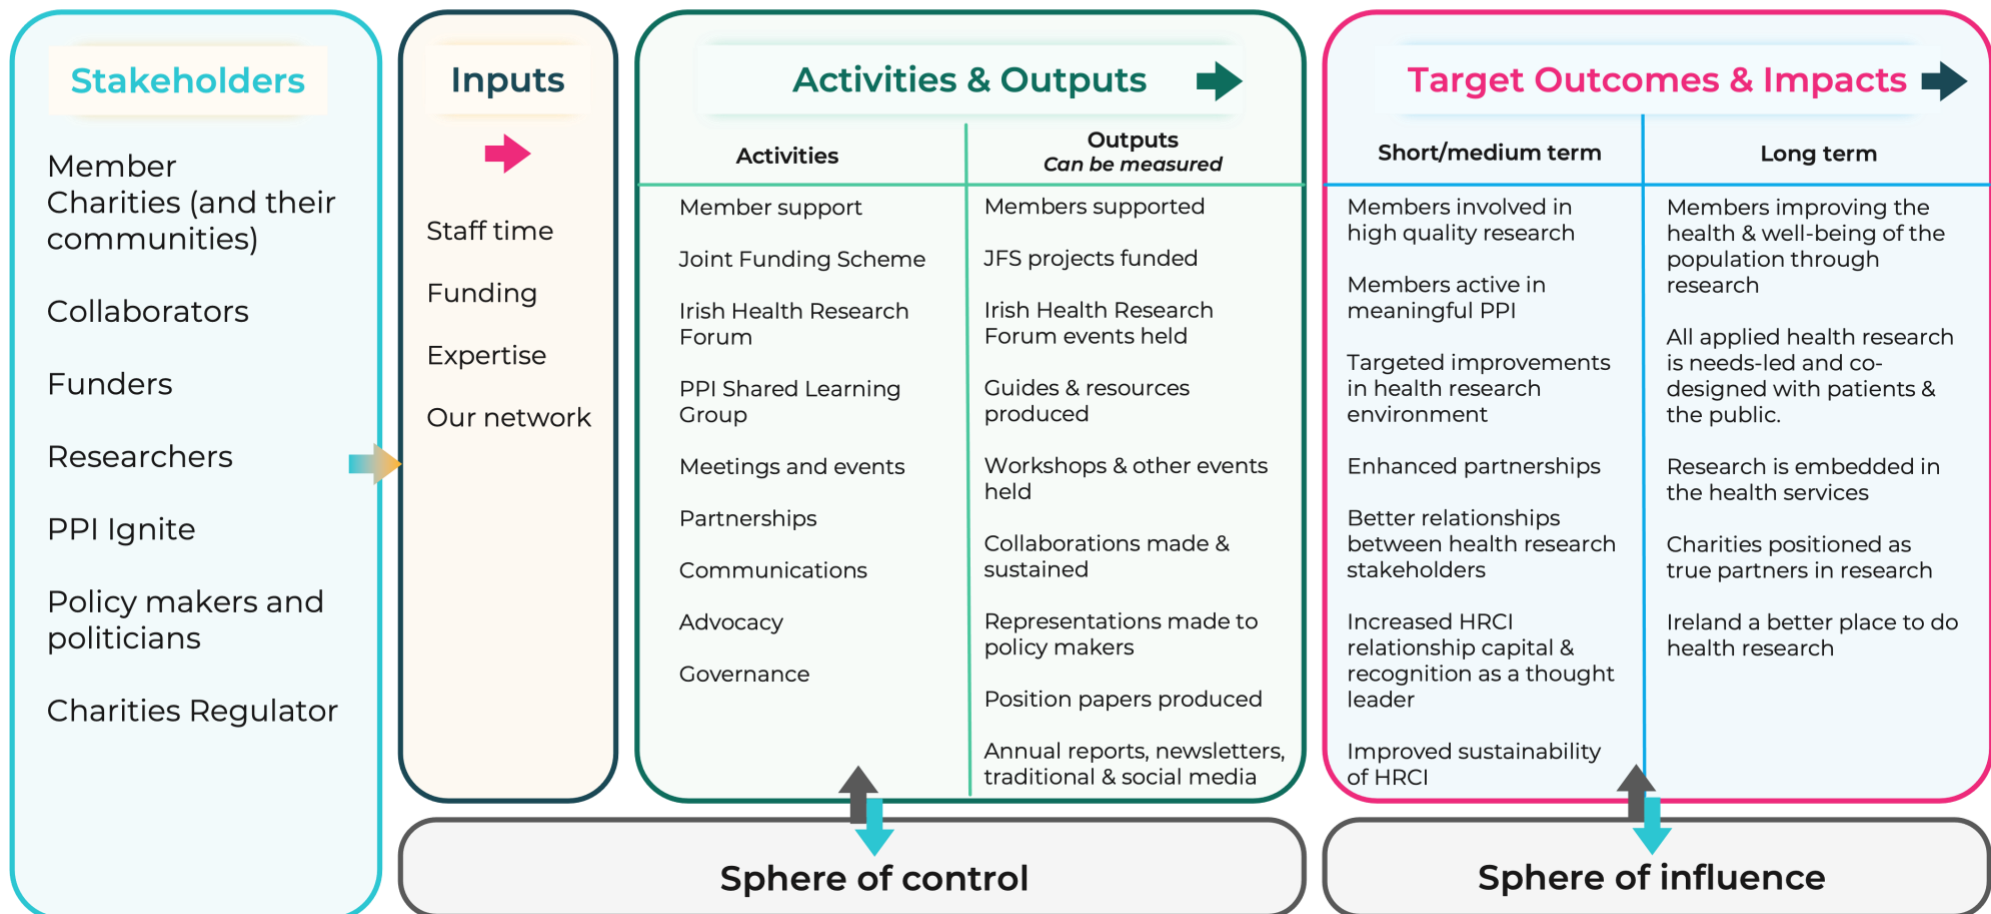 Stakeholders
Member
Charities (and their
communities)
Collaborators
Funders
Researchers
PPI Ignite
Policy makers and
politicians
Charities Regulator
Inputs
Staff time
Funding
Expertise
Our network
Activities & Outputs
Activities
Member support
Joint Funding Scheme
Irish Health Research
Forum
PPI Shared Learning
Group
Meetings and events
Partnerships
Communications
Advocacy
Governance
Outputs
Can be measured
Members supported
JFS projects funded
Irish Health Research
Forum events held
Guides & resources
produced
Workshops & other events
held
Collaborations made &
sustained
Representations made to
policy makers
Position papers produced
Annual reports, newsletters,
traditional & social media
Target Outcomes & Impacts
Short/medium term
Members involved in
high quality research
Members active in
meaningful PPI
Targeted improvements
in health research
environment
Enhanced partnerships
Better relationships
between health research
stakeholders
Increased HRCI
relationship capital &
recognition as a thought
leader
Improved sustainability
of HRCI
Long term
Members improving the
health & well-being of the
population through
research
All applied health research
is needs-led and co-
designed with patients &
the public.
Research is embedded in
the health services
Charities positioned as
true partners in research
Ireland a better place to do
health research
Sphere of control
Sphere of influence